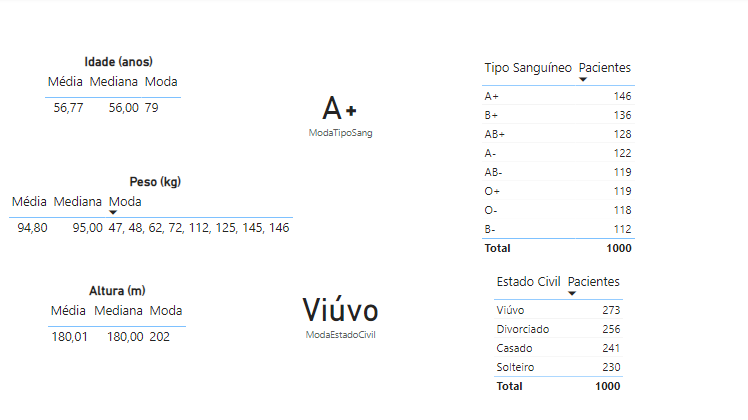 Idade (anos)
Média Mediana Moda
56,77 56,00 79
A+
ModaTipoSang
Tipo Sanguíneo Pacientes
A+ 146
B+ 136
AB+ 128
A- 122
AB- 119
O+ 119
O- 118
B- 112
Total 1000
Peso (kg)
Média Mediana Moda
94,80 95,00 47, 48, 62, 72, 112, 125, 145, 146
Altura (m)
Média Mediana Moda
180,01 180,00 202
Viúvo
ModaEstadoCivil
Estado Civil Pacientes
Viúvo 273
Divorciado 256
Casado 241
Solteiro 230
Total 1000